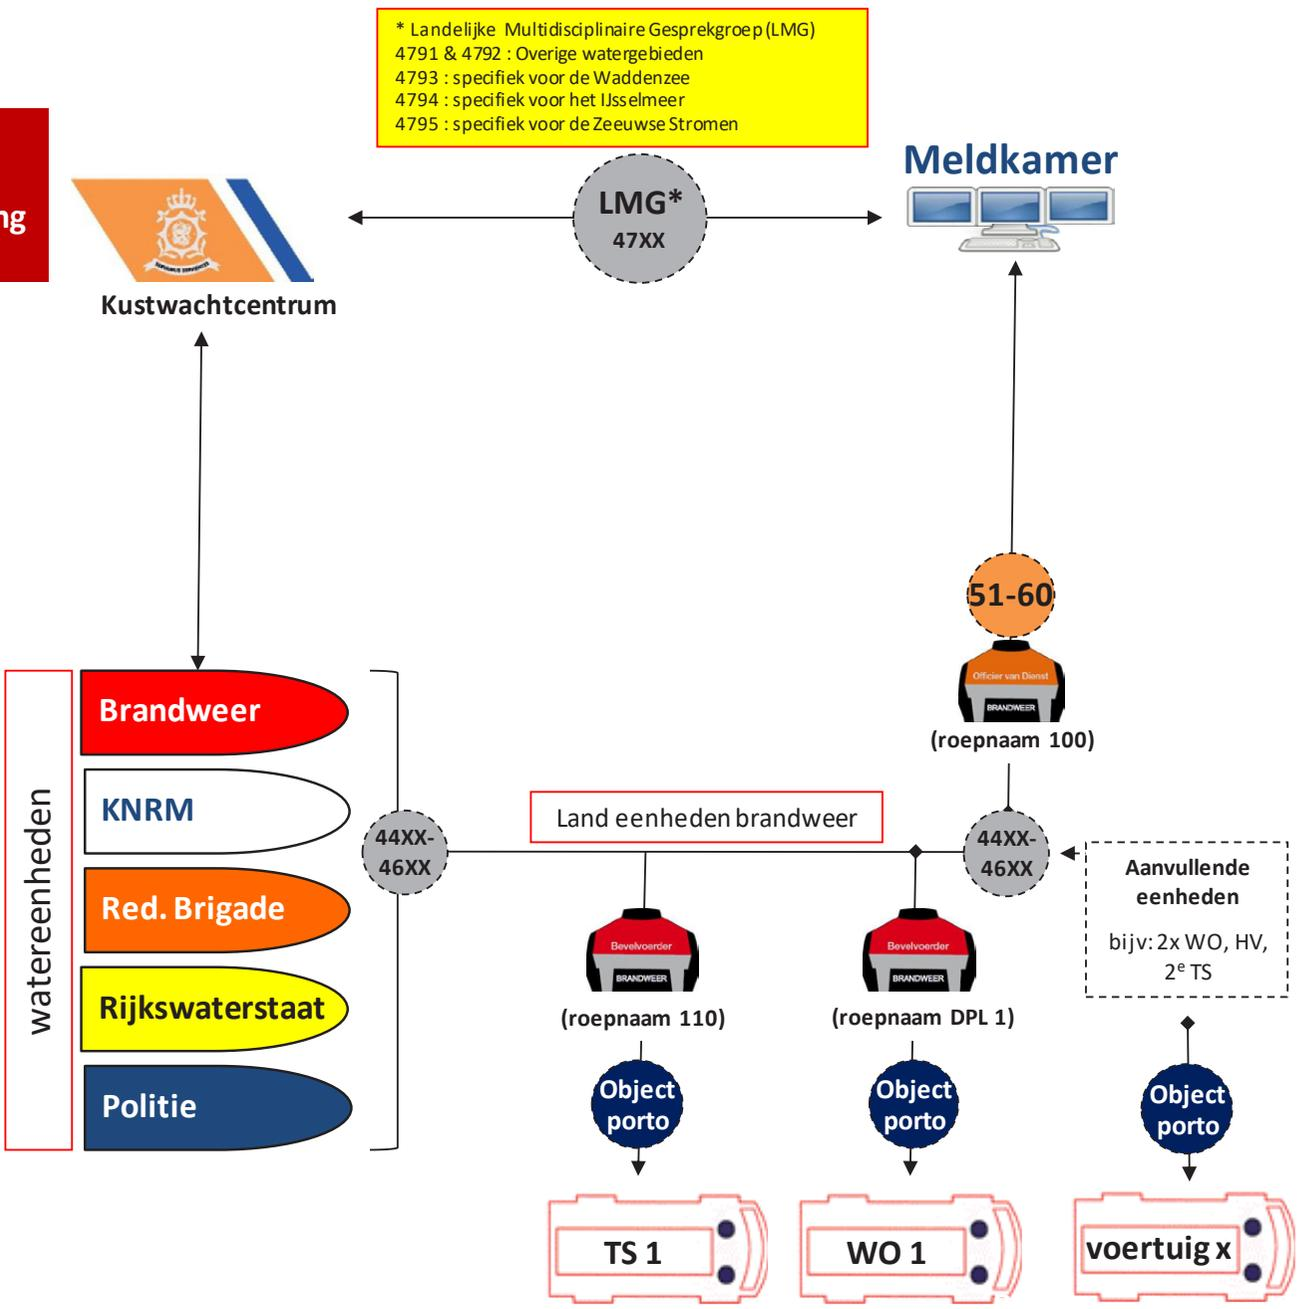 * Landelijke Multidisciplinaire Gesprekgroep (LMG)
4791 & 4792 : Overige watergebieden
4793 : specifiek voor de Waddenzee
4794 : specifiek voor het IJsselmeer
4795 : specifiek voor de Zeeuwse Stromen
ng
Kustwachtcentrum
LMG*
47XX
Meldkamer
51-60
Officier van Dienst
BRANDWEER
(roepnaam 100)
watereenheden
Brandweer
KNRM
Red. Brigade
Rijkswaterstaat
Politie
44XX-
46XX
Land eenheden brandweer
44XX-
46XX
Aanvullende
eenheden
bijv: 2x WO, HV,
2e TS
Bevelvoerder
BRANDWEER
(roepnaam 110)
Bevelvoerder
BRANDWEER
(roepnaam DPL 1)
Object
porto
Object
porto
Object
porto
TS 1
WO 1
voertuig x